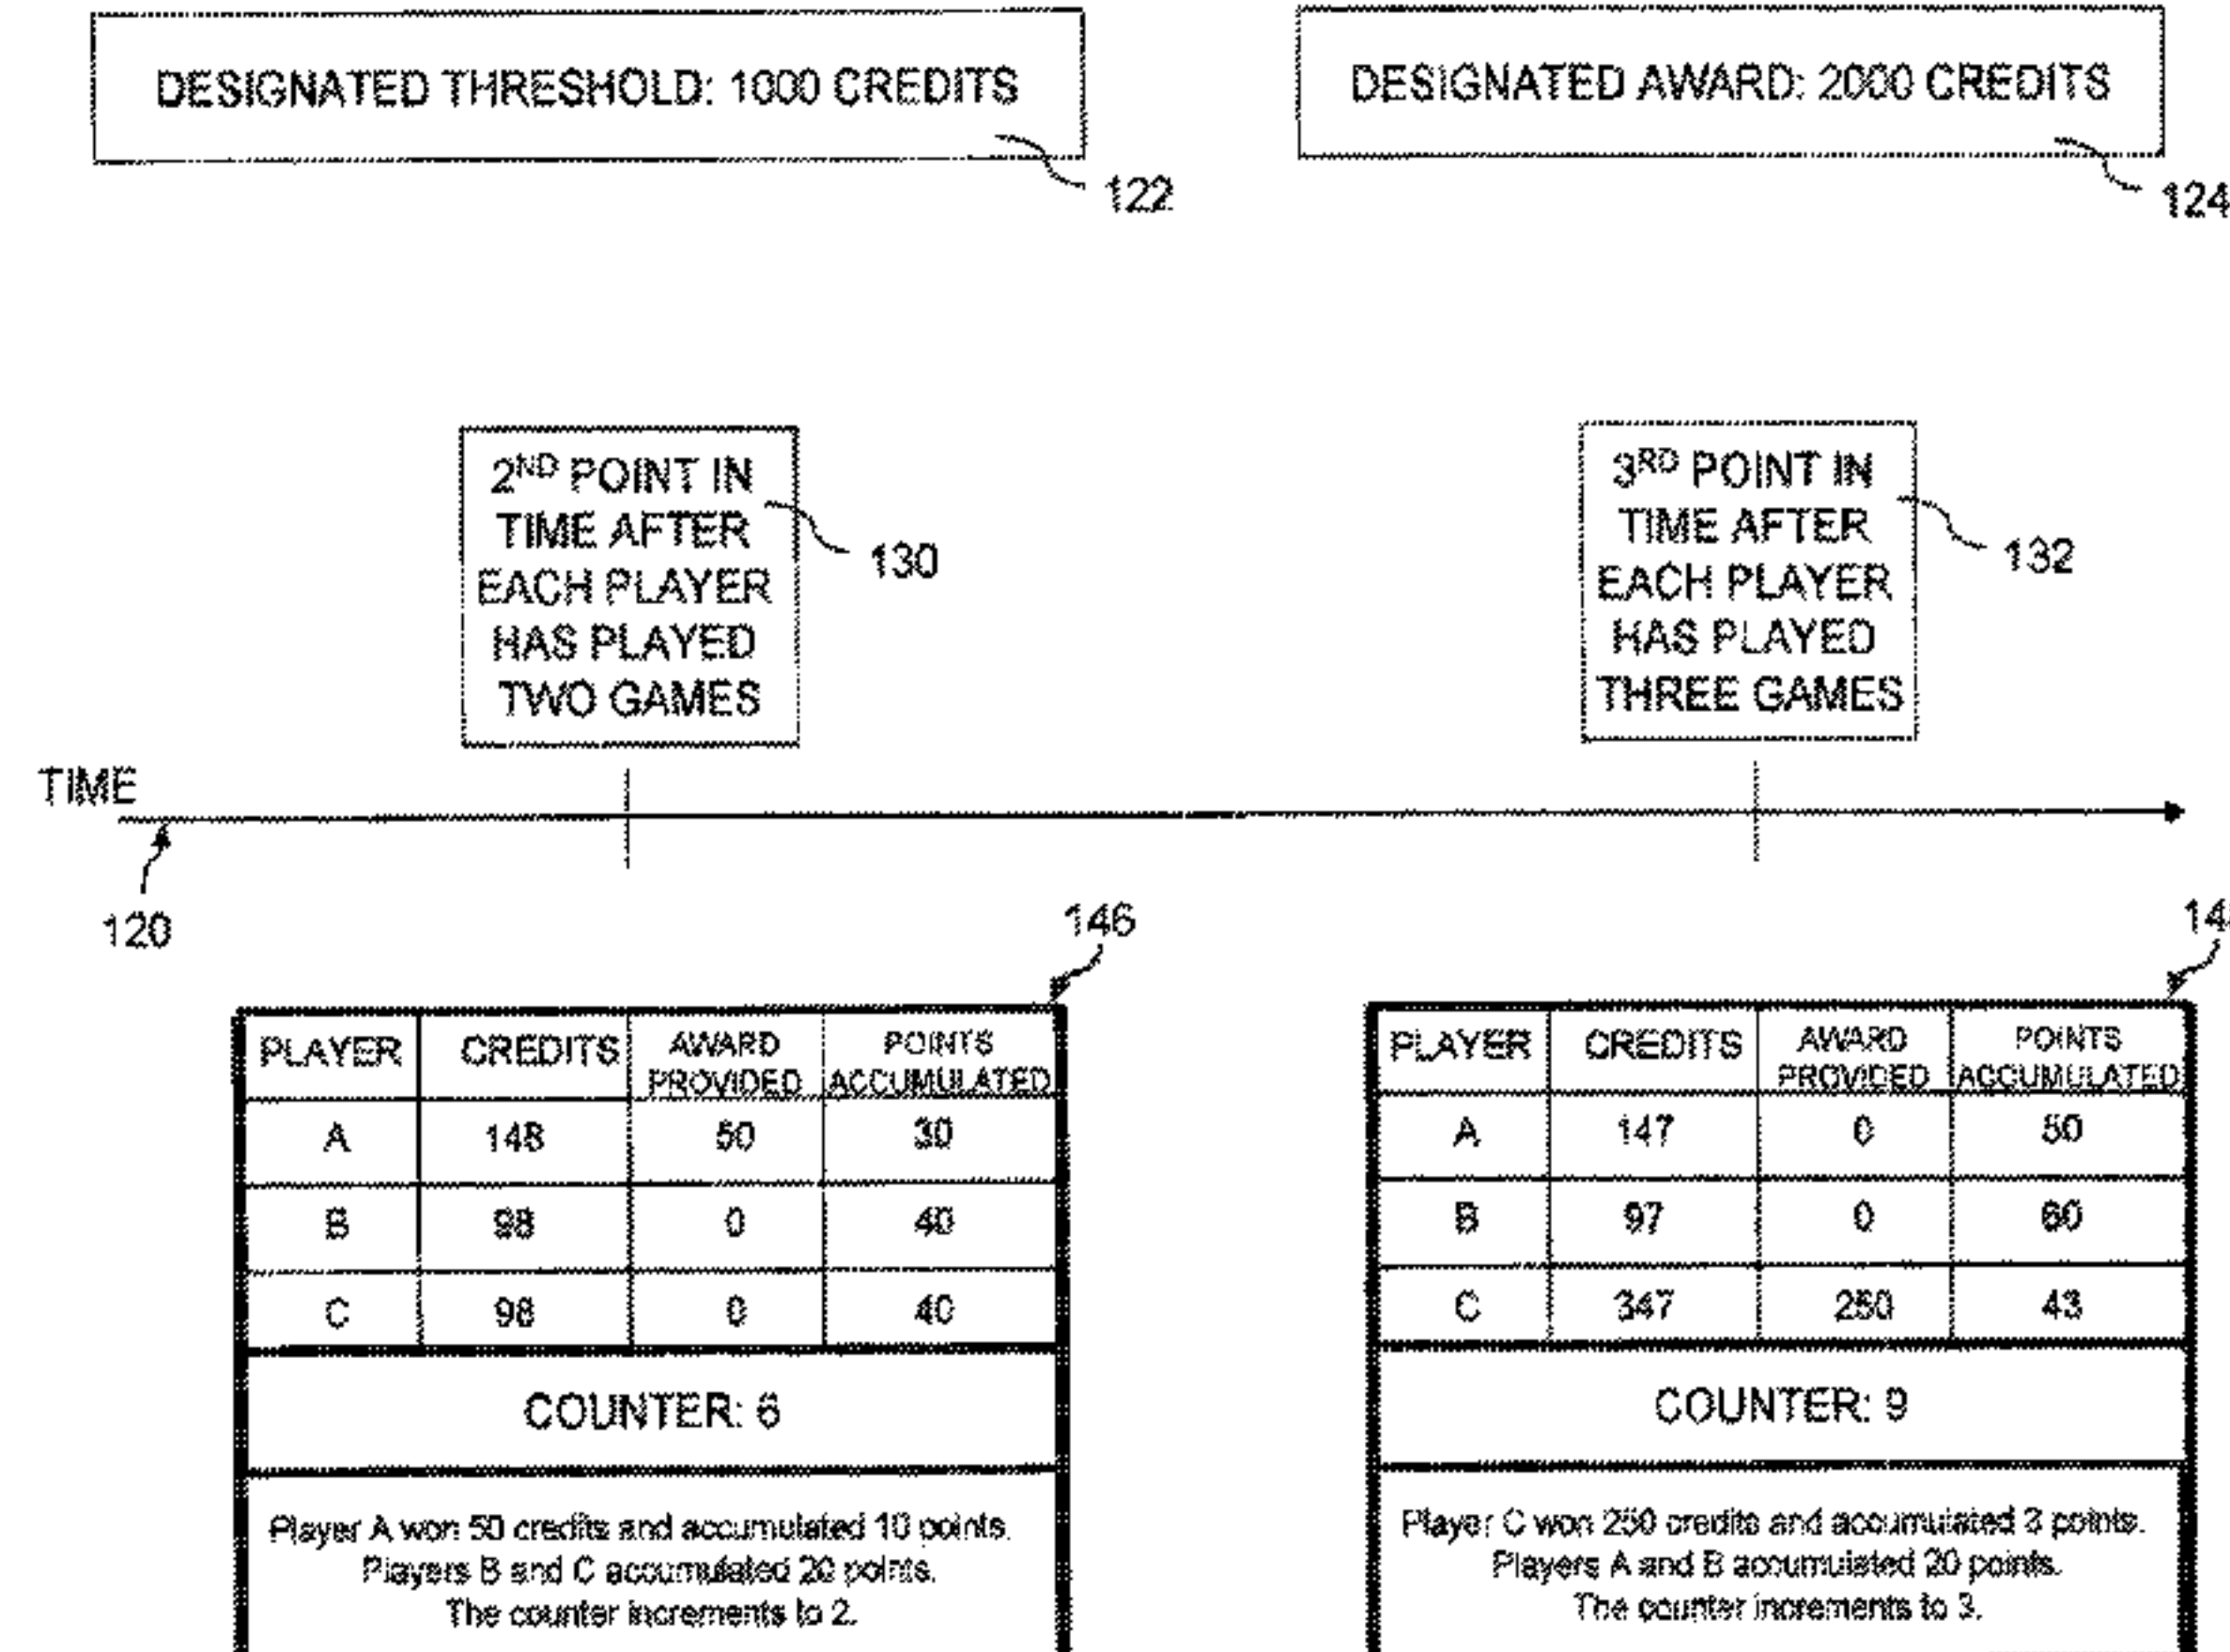 DESIGNATED THRESHOLD: 1000 CREDITS
122
DESIGNATED AWARD: 2000 CREDITS
124
2ND POINT IN
TIME AFTER
EACH PLAYER
HAS PLAYED
TWO GAMES
130
3RD POINT IN
TIME AFTER
EACH PLAYER
HAS PLAYED
THREE GAMES
132
TIME
120
146
PLAYER CREDITS AWARD PROVIDED POINTS ACCUMULATED
A 148 50 30
B 98 0 40
C 98 0 40
COUNTER: 6
Player A won 50 credits and accumulated 10 points.
Players B and C accumulated 20 points.
The counter increments to 2.
PLAYER CREDITS AWARD PROVIDED POINTS ACCUMULATED
A 147 0 50
B 97 0 60
C 347 250 43
COUNTER: 9
Player C won 250 credits and accumulated 3 points.
Players A and B accumulated 20 points.
The counter increments to 3.